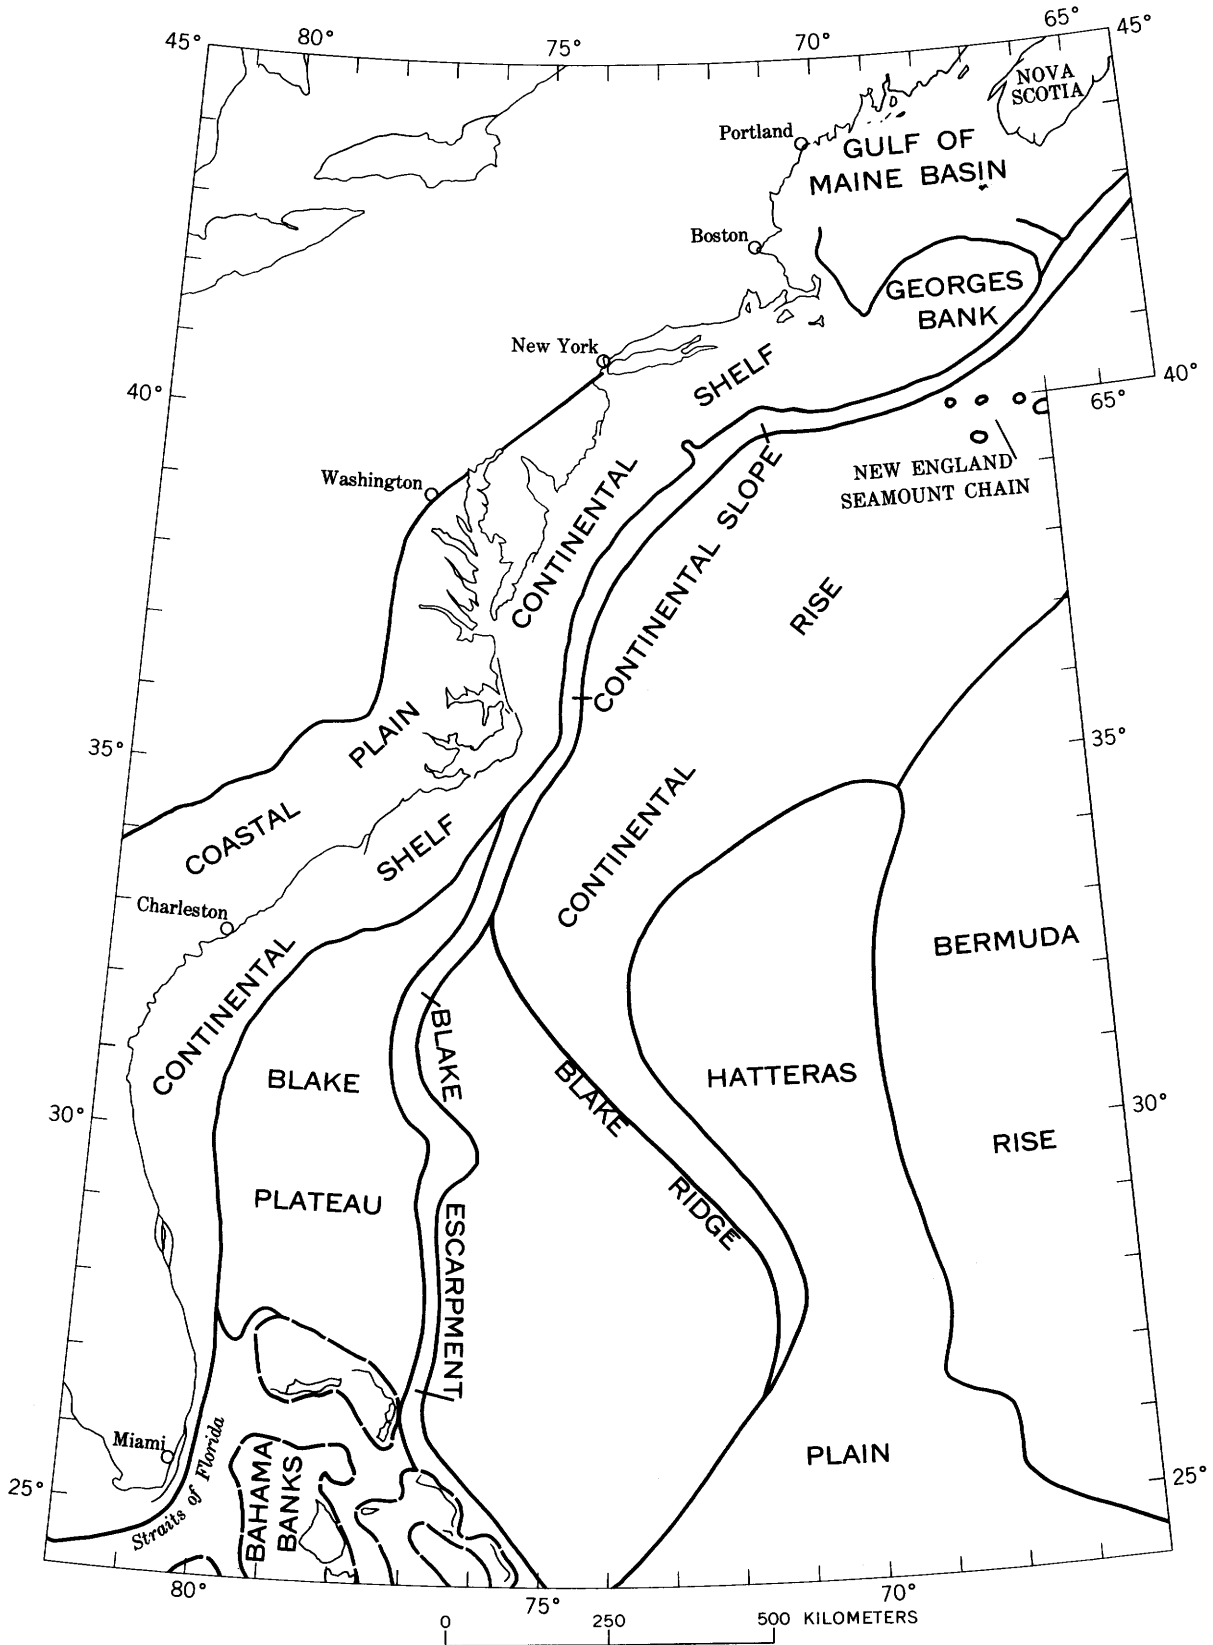 45° 80° 75° 70° 65° 45°
NOVA
SCOTIA
Portland
GULF OF
MAINE BASIN
Boston
GEORGES
BANK
New York
SHELF
40°
40°
65°
Washington
CONTINENTAL
CONTINENTAL SLOPE
NEW ENGLAND
SEAMOUNT CHAIN
RISE
PLAIN
35°
35°
COASTAL
SHELF
CONTINENTAL
Charleston
CONTINENTAL
BERMUDA
BLAKE
BLAKE
BLAKE
HATTERAS
30°
30°
RISE
PLATEAU
RIDGE
ESCARPMENT
Miami
Straits of Florida
BAHAMA
BANKS
PLAIN
25°
25°
80° 75° 70°
0 250 500 KILOMETERS